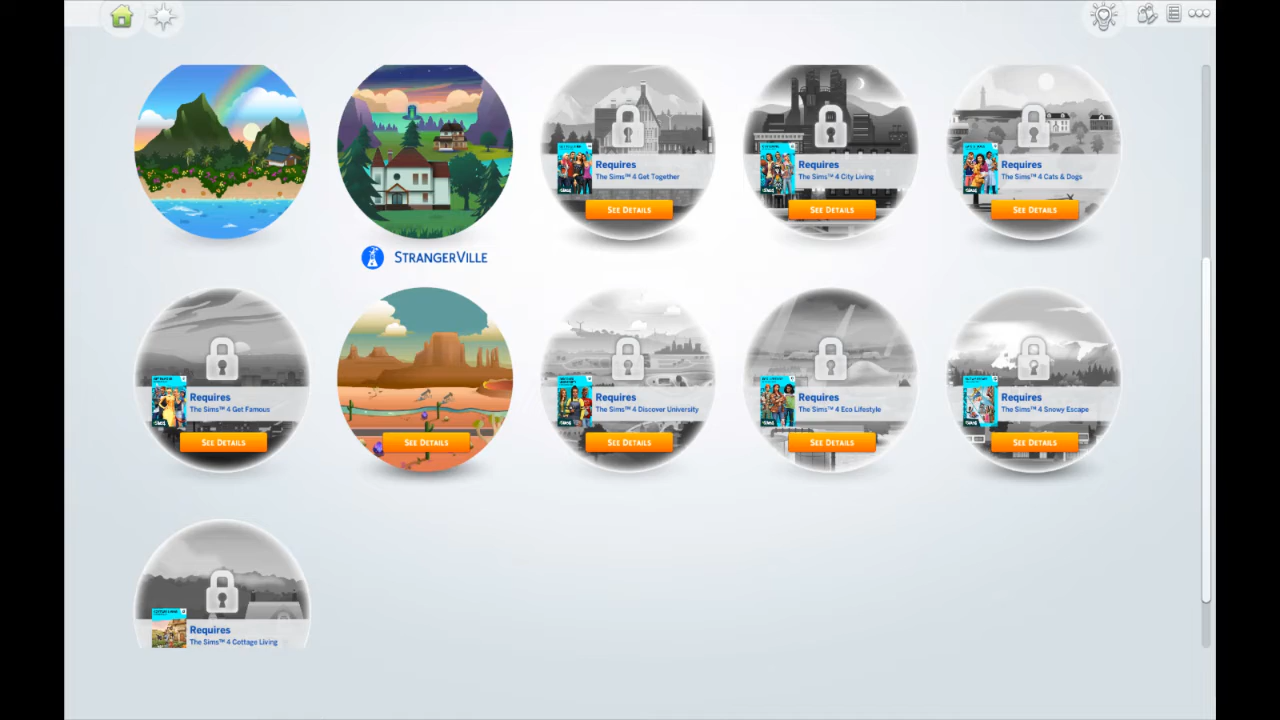 Requires
The Sims™ 4 Get Together
SEE DETAILS
Requires
The Sims™ 4 City Living
SEE DETAILS
Requires
The Sims™ 4 Cats & Dogs
SEE DETAILS
STRANGERVILLE
Requires
The Sims™ 4 Get Famous
SEE DETAILS
SEE DETAILS
Requires
The Sims™ 4 Discover University
SEE DETAILS
Requires
The Sims™ 4 Eco Lifestyle
SEE DETAILS
Requires
The Sims™ 4 Snowy Escape
SEE DETAILS
Requires
The Sims™ 4 Cottage Living